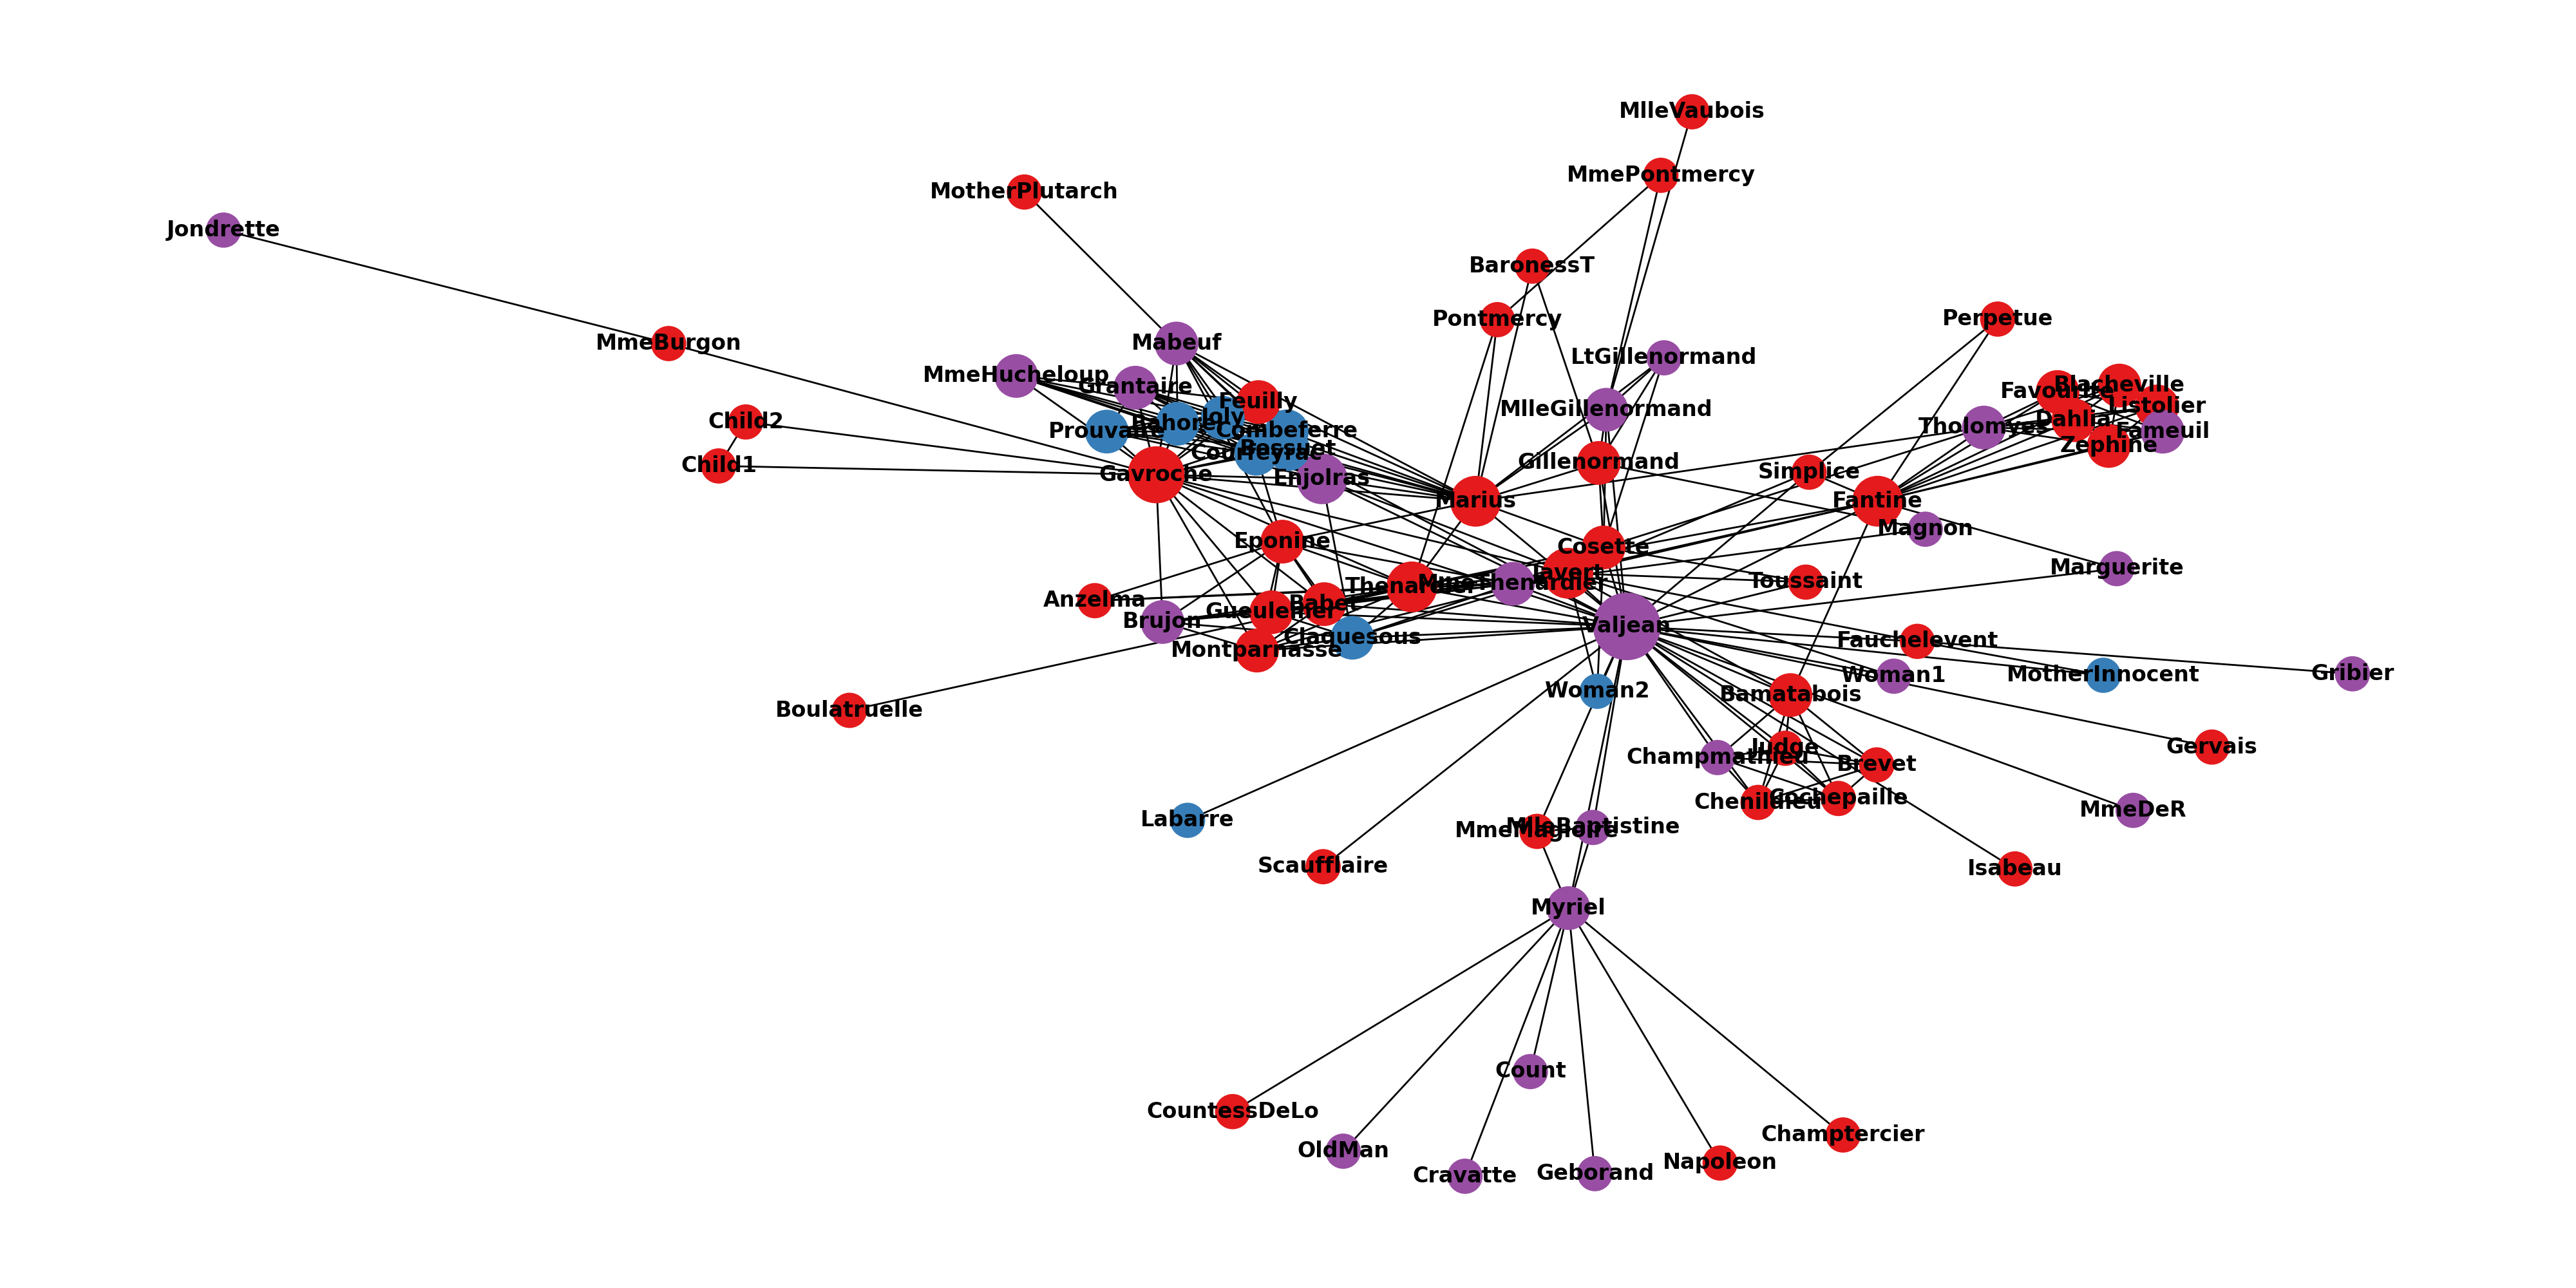 MlleVaubois
MmePontmercy
MotherPlutarch
Jondrette
BaronessT
Pontmercy
Perpetue
MmeBurgon
Mabeuf
LtGillenormand
MmeHucheloup
Grantaire
Feuilly
Blacheville
Favourite
Listolier
MlleGillenormand
Child2
Joly
Bahorel
Prouvaire
Combeferre
Dahlia
Tholomyes
Fameuil
Zephine
Bossuet
Courfeyrac
Child1
Gavroche
Enjolras
Gillenormand
Simplice
Marius
Fantine
Magnon
Eponine
Cosette
Javert
Marguerite
Toussaint
Thenardier
MmeThenardier
Anzelma
Babet
Gueulemer
Brujon
Valjean
Claquesous
Montparnasse
Fauchelevent
Woman1
MotherInnocent
Gribier
Woman2
Bamatabois
Boulatruelle
Judge
Gervais
Champmathieu
Brevet
Chenildieu
Cochepaille
MmeDeR
Labarre
MmeMagloire
MlleBaptistine
Scaufflaire
Isabeau
Myriel
Count
CountessDeLo
Champtercier
OldMan
Napoleon
Cravatte
Geborand